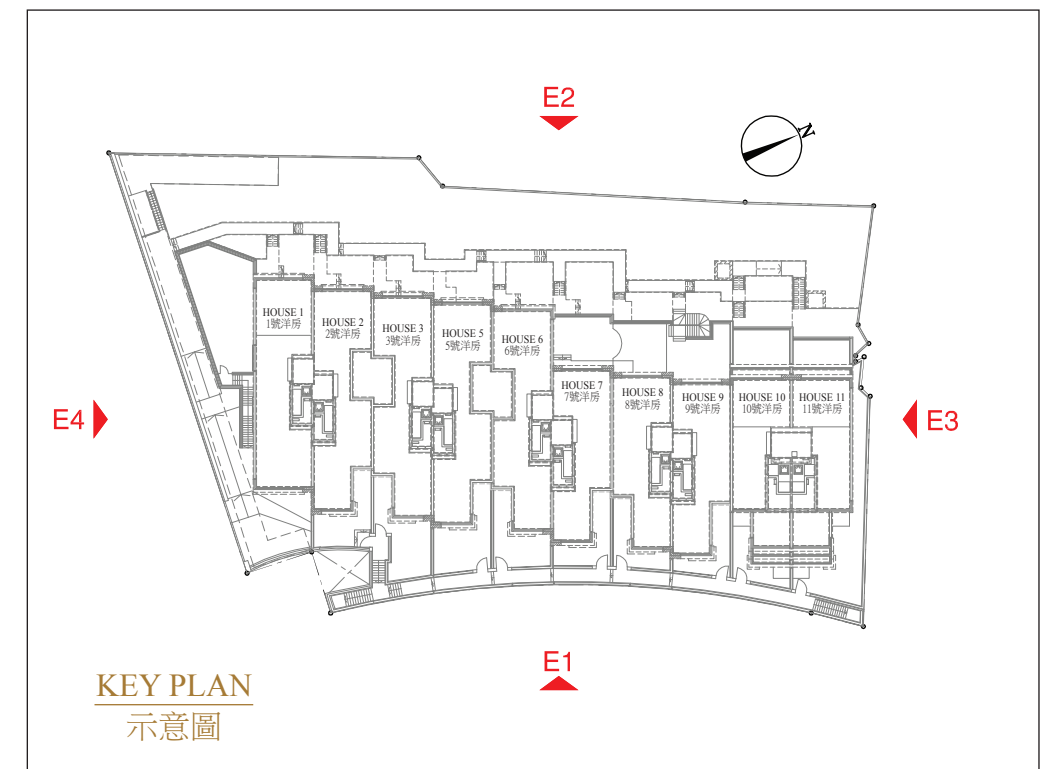 E2
N
HOUSE 1
1號洋房
HOUSE 2
2號洋房
HOUSE 3
3號洋房
HOUSE 5
5號洋房
HOUSE 6
6號洋房
HOUSE 7
7號洋房
HOUSE 8
8號洋房
HOUSE 9
9號洋房
HOUSE 10
10號洋房
HOUSE 11
11號洋房
E4
E3
E1
KEY PLAN
示意圖